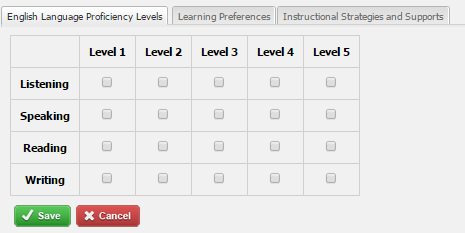 English Language Proficiency Levels Learning Preferences Instructional Strategies and Supports
Level 1 Level 2 Level 3 Level 4 Level 5
Listening
Speaking
Reading
Writing
Save Cancel